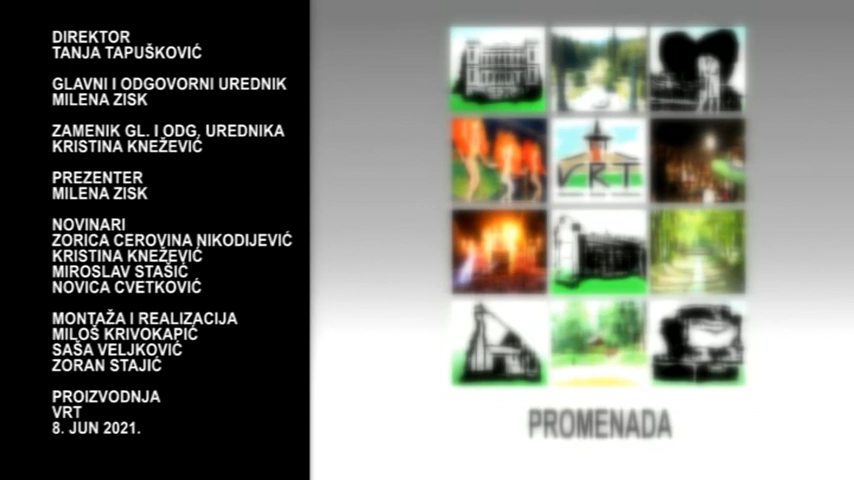 DIREKTOR
TANJA TAPUŠKOVIĆ
GLAVNI I ODGOVORNI UREDNIK
MILENA ZISK
ZAMENIK GL. I ODG. UREDNIKA
KRISTINA KNEŽEVIĆ
PREZENTER
MILENA ZISK
NOVINARI
ZORICA CEROVINA NIKODIJEVIĆ
KRISTINA KNEŽEVIĆ
MIROSLAV STAŠIĆ
NOVICA CVETKOVIĆ
MONTAŽA I REALIZACIJA
MILOŠ KRIVOKAPIĆ
SAŠA VELJKOVIĆ
ZORAN STAJIĆ
PROIZVODNJA
VRT
8. JUN 2021.
VRT
PROMENADA